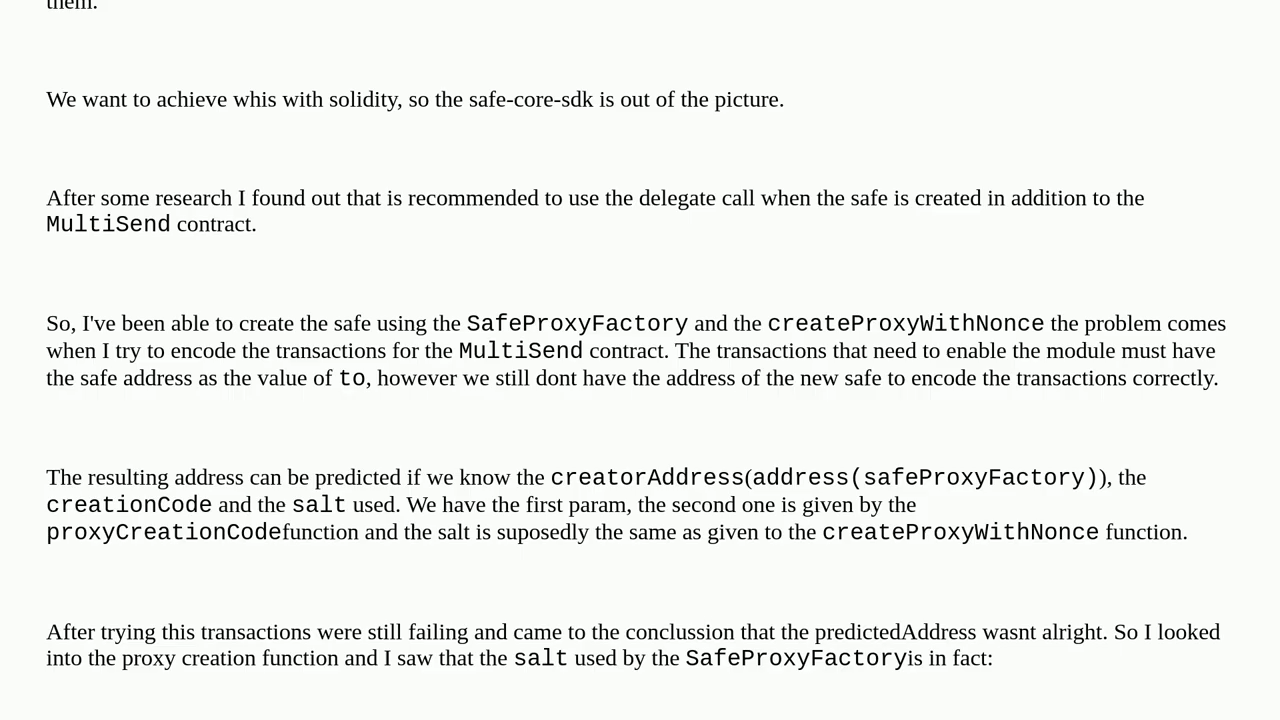 them.
We want to achieve whis with solidity, so the safe-core-sdk is out of the picture.
After some research I found out that is recommended to use the delegate call when the safe is created in addition to the
MultiSend contract.
So, I've been able to create the safe using the SafeProxyFactory and the createProxyWithNonce the problem comes
when I try to encode the transactions for the MultiSend contract. The transactions that need to enable the module must have
the safe address as the value of to, however we still dont have the address of the new safe to encode the transactions correctly.
The resulting address can be predicted if we know the creatorAddress(address(safeProxyFactory)), the
creationCode and the salt used. We have the first param, the second one is given by the
proxyCreationCodefunction and the salt is suposedly the same as given to the createProxyWithNonce function.
After trying this transactions were still failing and came to the conclussion that the predictedAddress wasnt alright. So I looked
into the proxy creation function and I saw that the salt used by the SafeProxyFactoryis in fact: